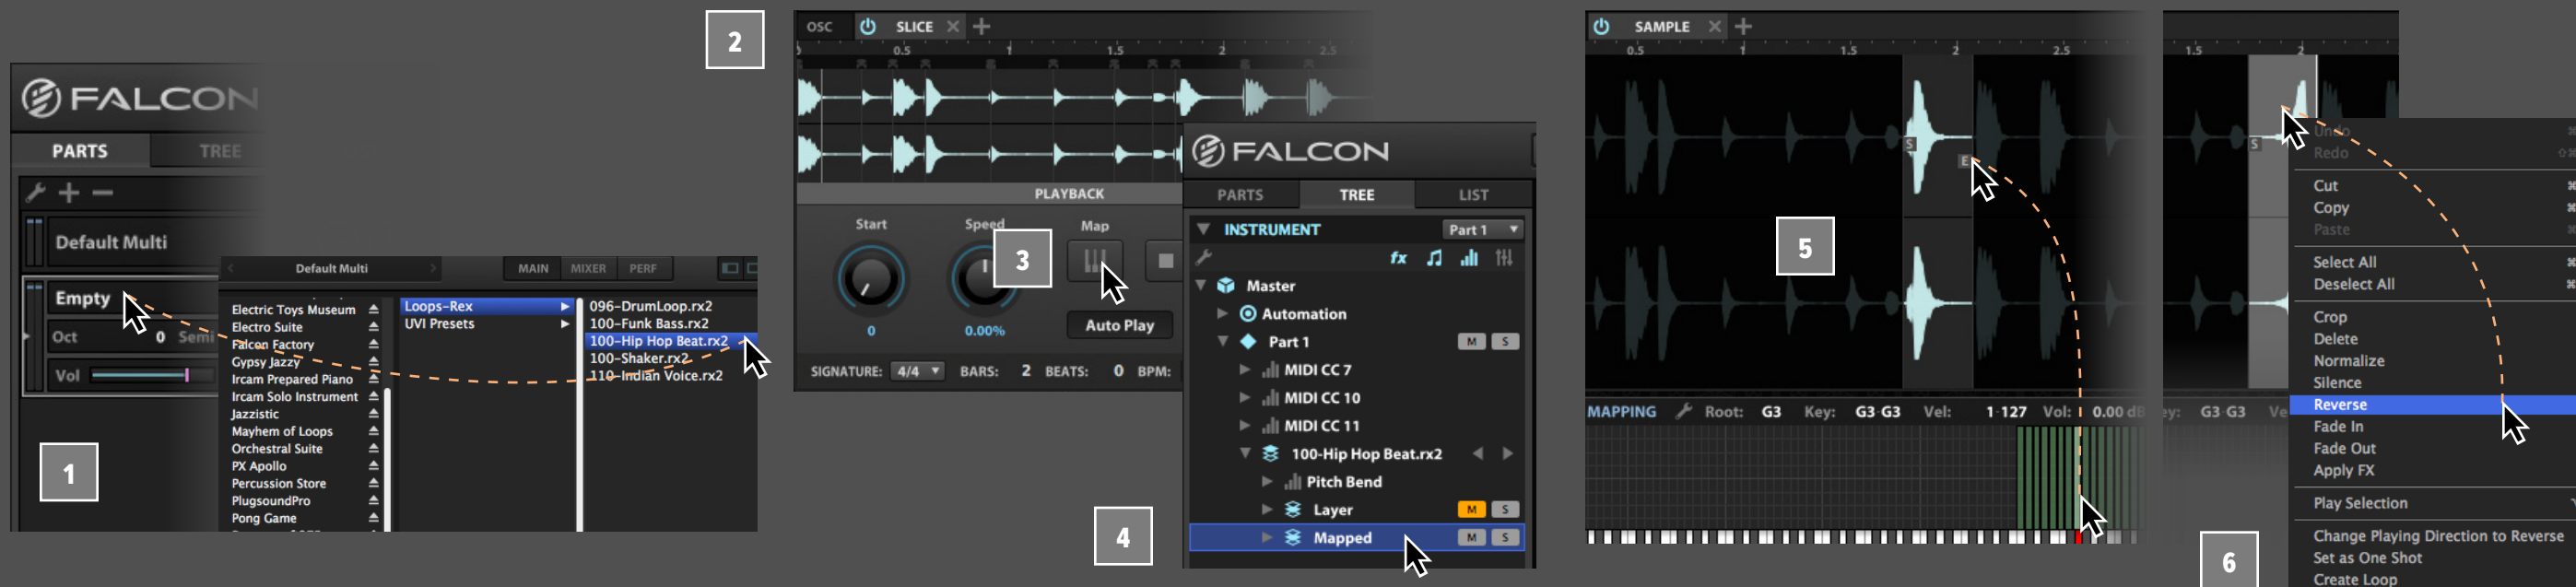 1
FALCON
PARTS TREE
Default Multi
Empty
Oct 0 Semi
Vol
Default Multi MAIN MIXER PERF
Electric Toys Museum
Electro Suite
Falcon Factory
Gypsy Jazzy
Ircam Prepared Piano
Ircam Solo Instrument
Jazzistic
Mayhem of Loops
Orchestral Suite
PX Apollo
Percussion Store
PlugsoundPro
Pong Game
Loops-Rex
UVI Presets
096-DrumLoop.rx2
100-Funk Bass.rx2
100-Hip Hop Beat.rx2
100-Shaker.rx2
110-Indian Voice.rx2
2
OSC SLICE
0.5 1 1.5 2 2.5
PLAYBACK
Start Speed Map
0 0.00% Auto Play
SIGNATURE: 4/4 BARS: 2 BEATS: 0 BPM:
3
4
FALCON
PARTS TREE LIST
INSTRUMENT Part 1
fx
Master
Automation
Part 1 M S
MIDI CC 7
MIDI CC 10
MIDI CC 11
100-Hip Hop Beat.rx2
Pitch Bend
Layer M S
Mapped M S
5
SAMPLE
0.5 1 1.5 2 2.5
S
E
MAPPING Root: G3 Key: G3-G3 Vel: 1-127 Vol: 0.00 dB
6
1.5 2
S
ey: G3-G3 Ve
Undo
Redo
Cut
Copy
Paste
Select All
Deselect All
Crop
Delete
Normalize
Silence
Reverse
Fade In
Fade Out
Apply FX
Play Selection
Change Playing Direction to Reverse
Set as One Shot
Create Loop